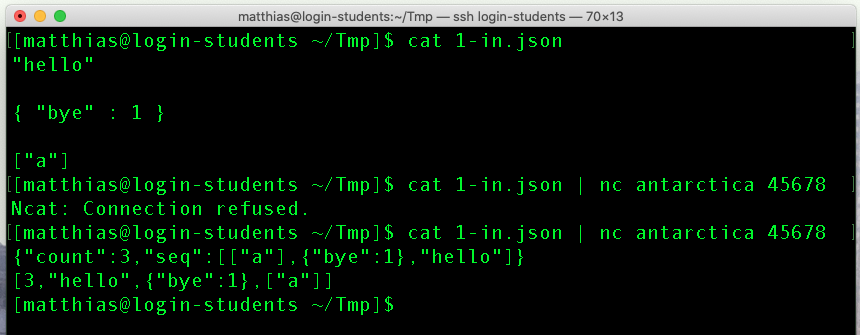 matthias@login-students:~/Tmp — ssh login-students — 70×13
[[matthias@login-students ~/Tmp]$ cat 1-in.json ]
"hello"
{ "bye" : 1 }
["a"]
[[matthias@login-students ~/Tmp]$ cat 1-in.json | nc antarctica 45678 ]
Ncat: Connection refused.
[[matthias@login-students ~/Tmp]$ cat 1-in.json | nc antarctica 45678 ]
{"count":3,"seq":[["a"],{"bye":1},"hello"]}
[3,"hello",{"bye":1},["a"]]
[matthias@login-students ~/Tmp]$